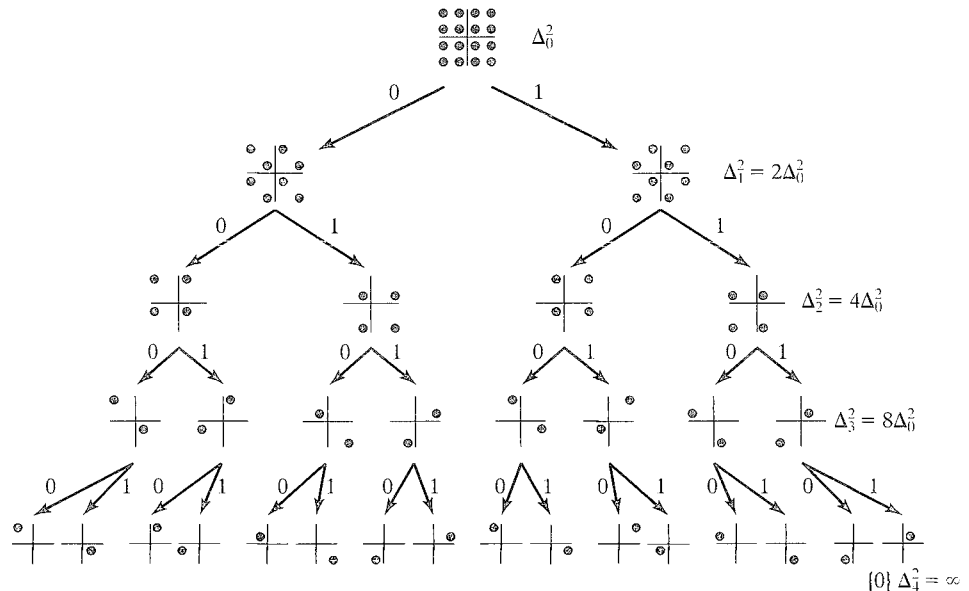 Δ₀²
0 1
Δ₁² = 2Δ₀²
0 1 0 1
Δ₂² = 4Δ₀²
0 1 0 1 0 1 0 1
Δ₃² = 8Δ₀²
0 1 0 1 0 1 0 1 0 1 0 1 0 1 0 1
{0} Δ₄² = ∞